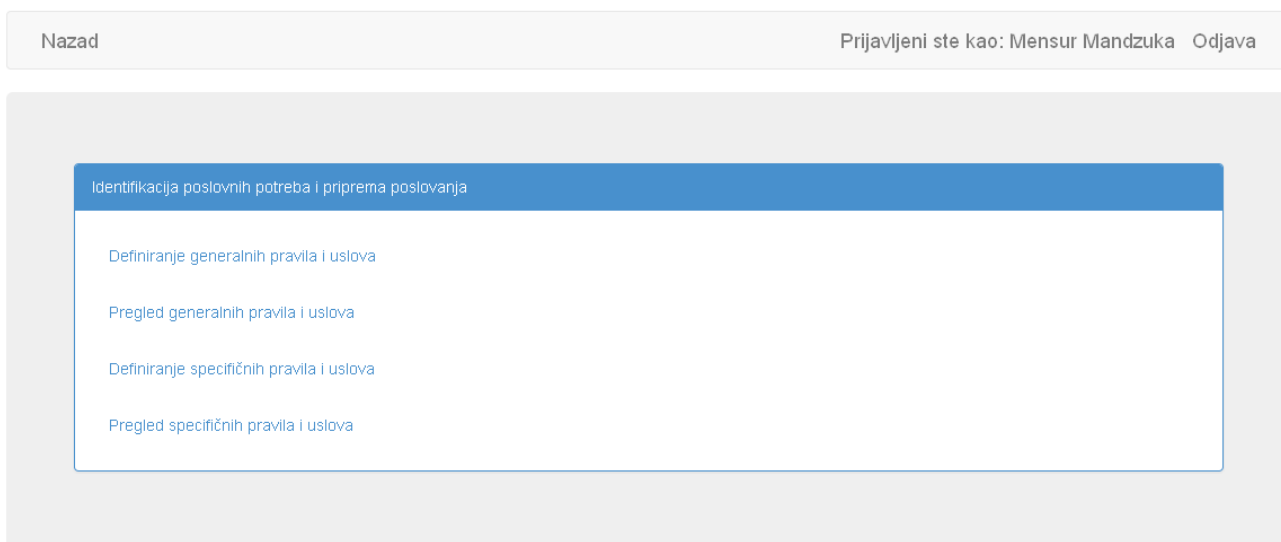 Nazad
Prijavljeni ste kao: Mensur Mandzuka Odjava
Identifikacija poslovnih potreba i priprema poslovanja
Definiranje generalnih pravila i uslova
Pregled generalnih pravila i uslova
Definiranje specifičnih pravila i uslova
Pregled specifičnih pravila i uslova